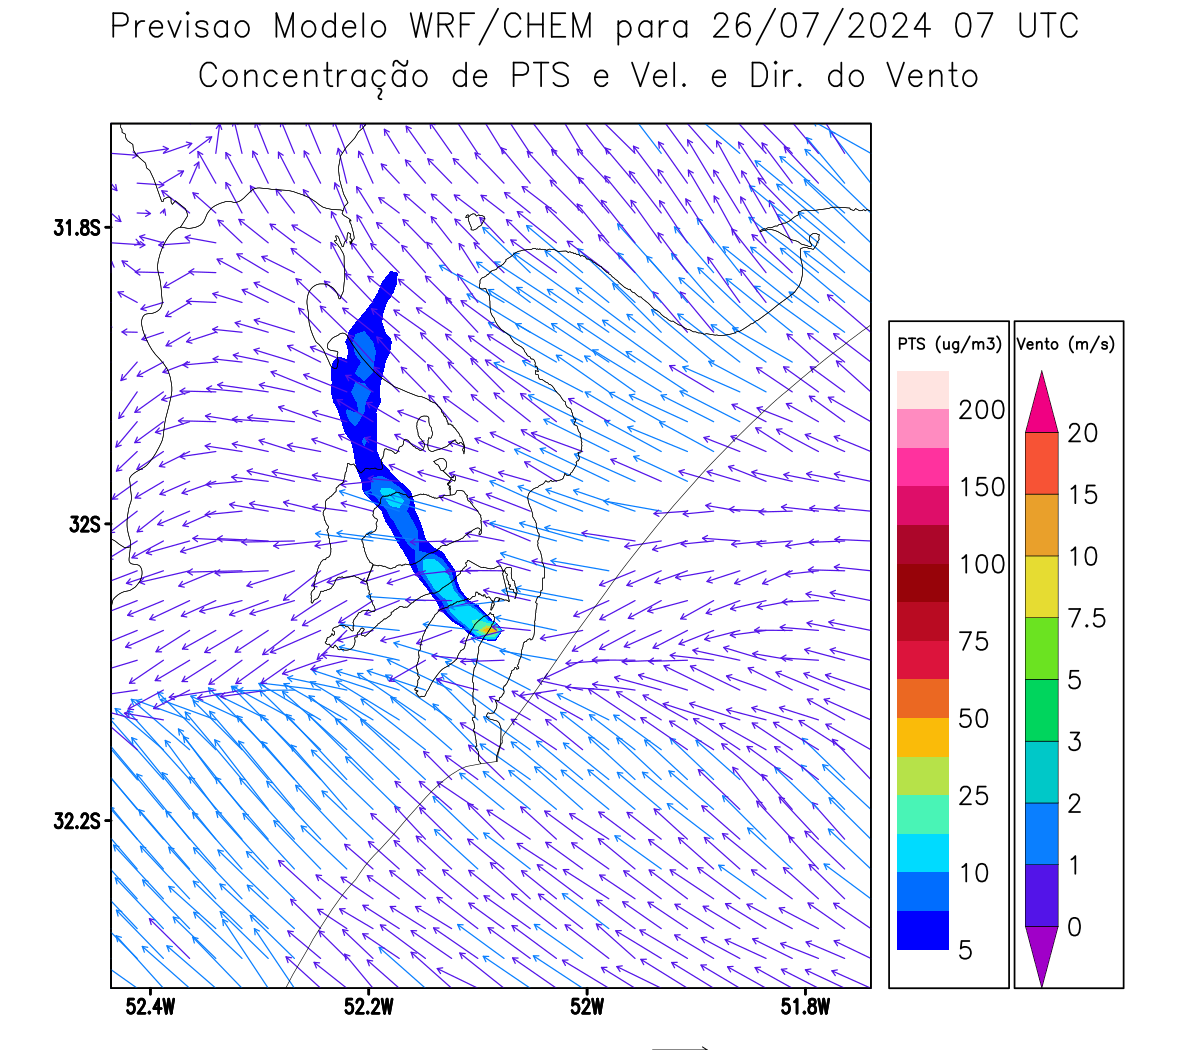 Previsao Modelo WRF/CHEM para 26/07/2024 07 UTC
Concentração de PTS e Vel. e Dir. do Vento
31.8S
32S
32.2S
52.4W
52.2W
52W
51.8W
PTS (ug/m3)
200
150
100
75
50
25
10
5
Vento (m/s)
20
15
10
7.5
5
3
2
1
0